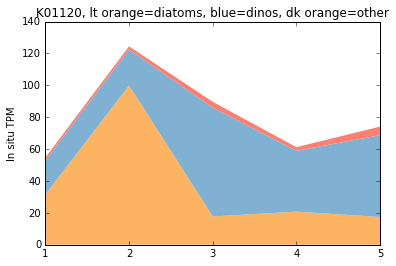 K01120, lt orange=diatoms, blue=dinos, dk orange=other
140
120
100
80
60
40
20
0
In situ TPM
1 2 3 4 5